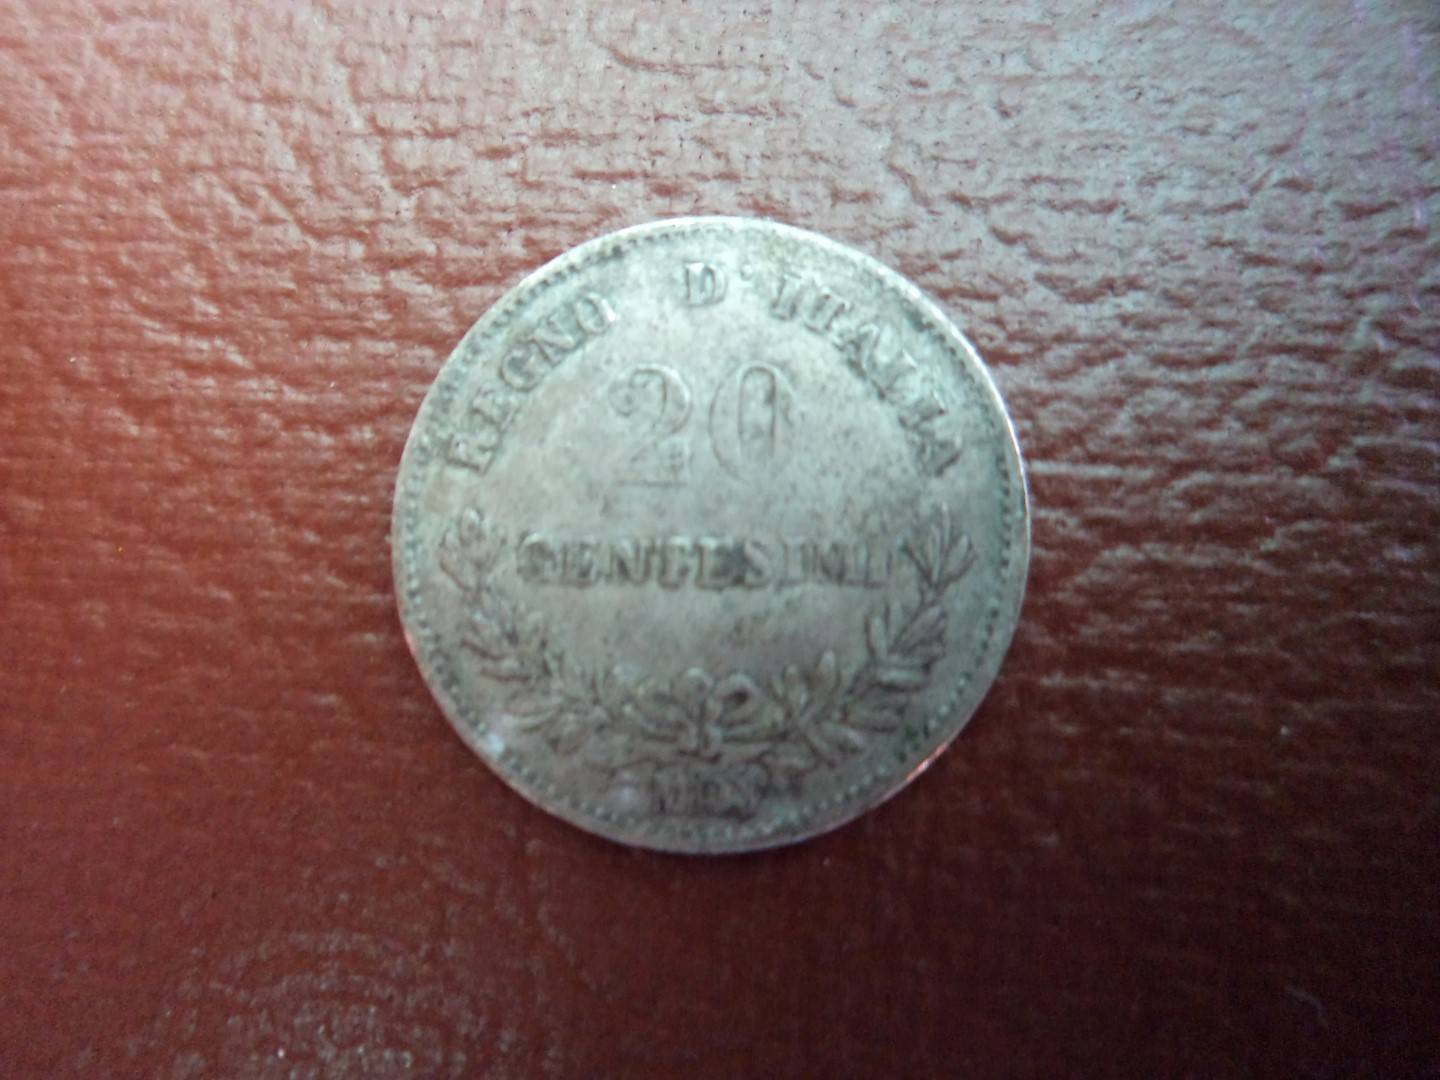 REGNO D'ITALIA
20
CENTESIMI